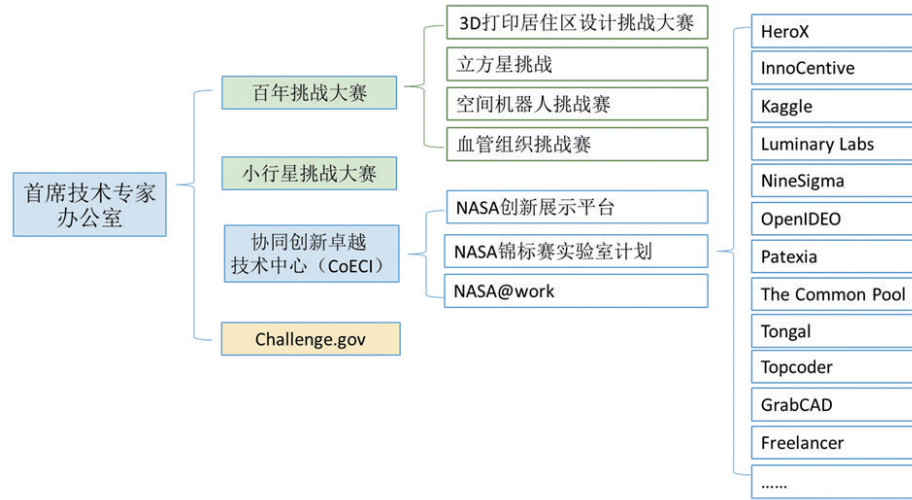 首席技术专家
办公室
百年挑战大赛
小行星挑战大赛
协同创新卓越
技术中心（CoECI）
Challenge.gov
3D打印居住区设计挑战大赛
立方星挑战
空间机器人挑战赛
血管组织挑战赛
NASA创新展示平台
NASA锦标赛实验室计划
NASA@work
HeroX
InnoCentive
Kaggle
Luminary Labs
NineSigma
OpenIDEO
Patexia
The Common Pool
Tongal
Topcoder
GrabCAD
Freelancer
……